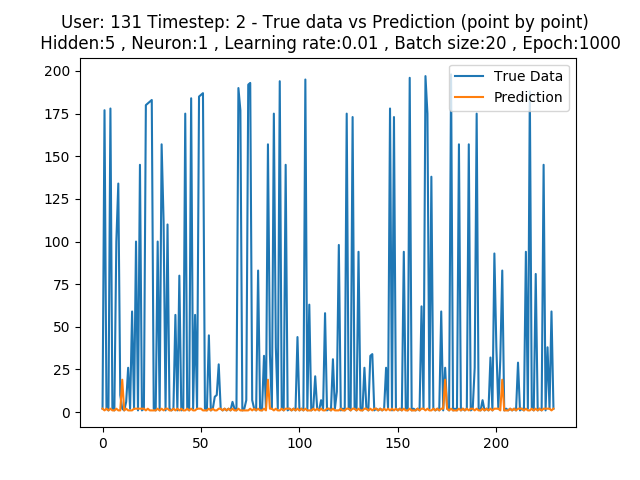 User: 131 Timestep: 2 - True data vs Prediction (point by point)
Hidden:5 , Neuron:1 , Learning rate:0.01 , Batch size:20 , Epoch:1000
True Data
Prediction
200
175
150
125
100
75
50
25
0
0 50 100 150 200